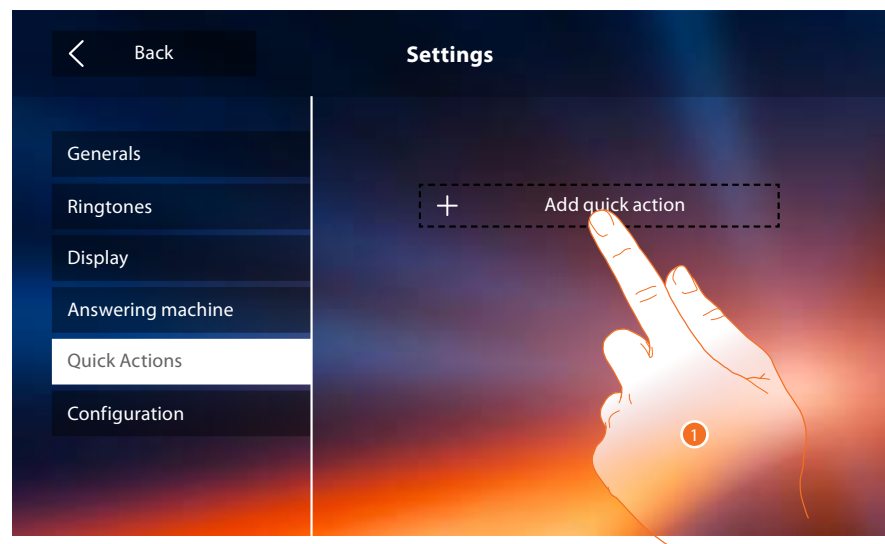 Back
Settings
Generals
Ringtones
Display
Answering machine
Quick Actions
Configuration
+ Add quick action
1